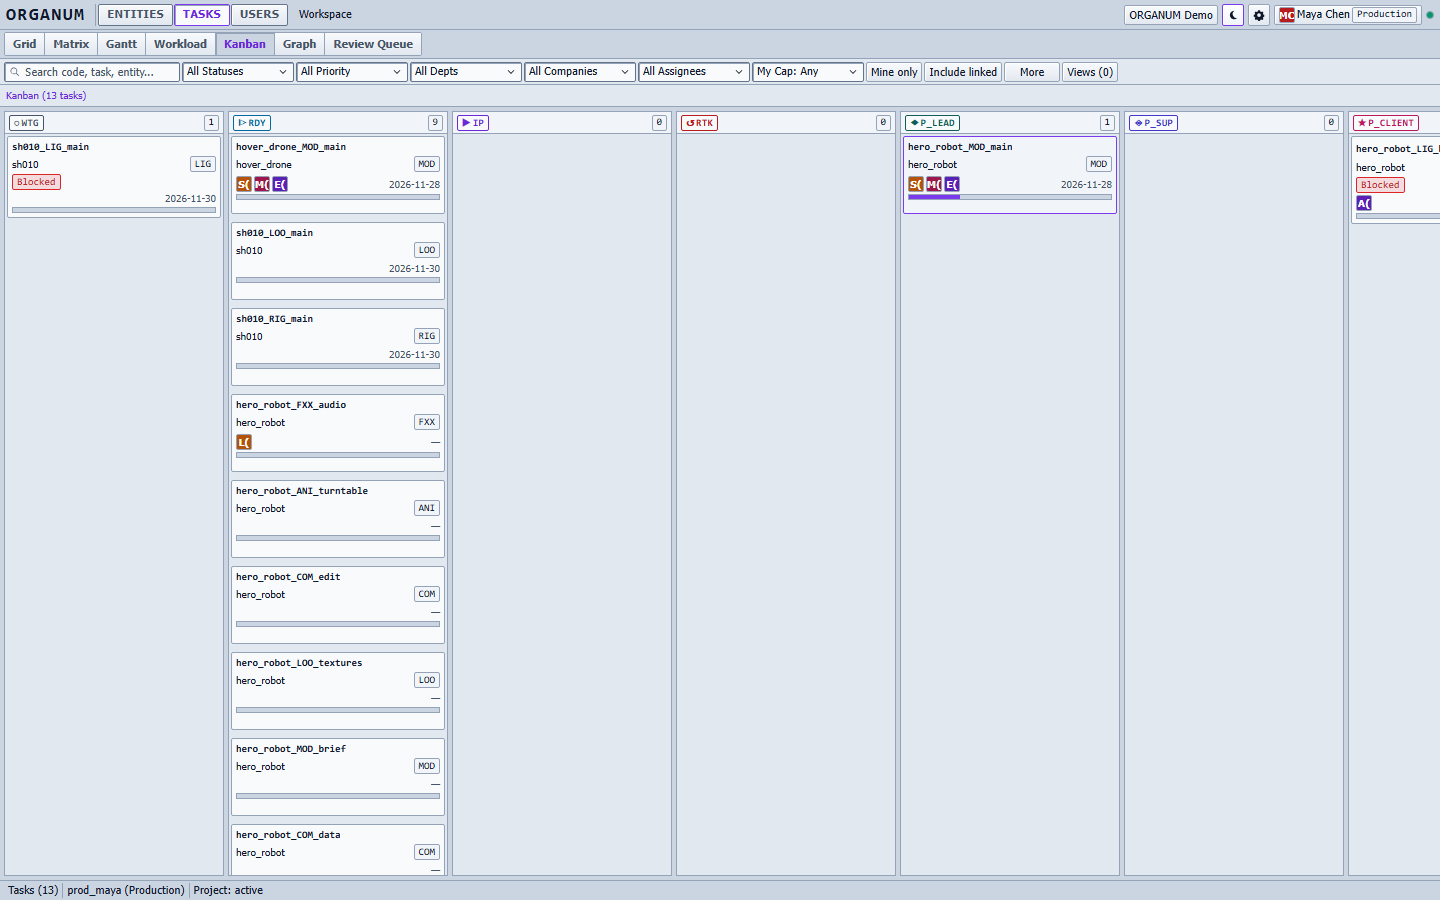 ORGANUM ENTITIES TASKS USERS Workspace ORGANUM Demo MC Maya Chen Production
Grid Matrix Gantt Workload Kanban Graph Review Queue
Search code, task, entity... All Statuses All Priority All Depts All Companies All Assignees My Cap: Any Mine only Include linked More Views (0)
Kanban (13 tasks)
WTG 1
sh010_LIG_main
sh010 LIG
Blocked
2026-11-30
RDY 9
hover_drone_MOD_main
hover_drone MOD
S( M( E( 2026-11-28
sh010_LOO_main
sh010 LOO
2026-11-30
sh010_RIG_main
sh010 RIG
2026-11-30
hero_robot_FXX_audio
hero_robot FXX
L( —
hero_robot_ANI_turntable
hero_robot ANI
—
hero_robot_COM_edit
hero_robot COM
—
hero_robot_LOO_textures
hero_robot LOO
—
hero_robot_MOD_brief
hero_robot MOD
—
hero_robot_COM_data
hero_robot COM
—
IP 0
RTK 0
P_LEAD 1
hero_robot_MOD_main
hero_robot MOD
S( M( E( 2026-11-28
P_SUP 0
P_CLIENT
hero_robot_LIG_
hero_robot
Blocked
A(
Tasks (13) prod_maya (Production) Project: active